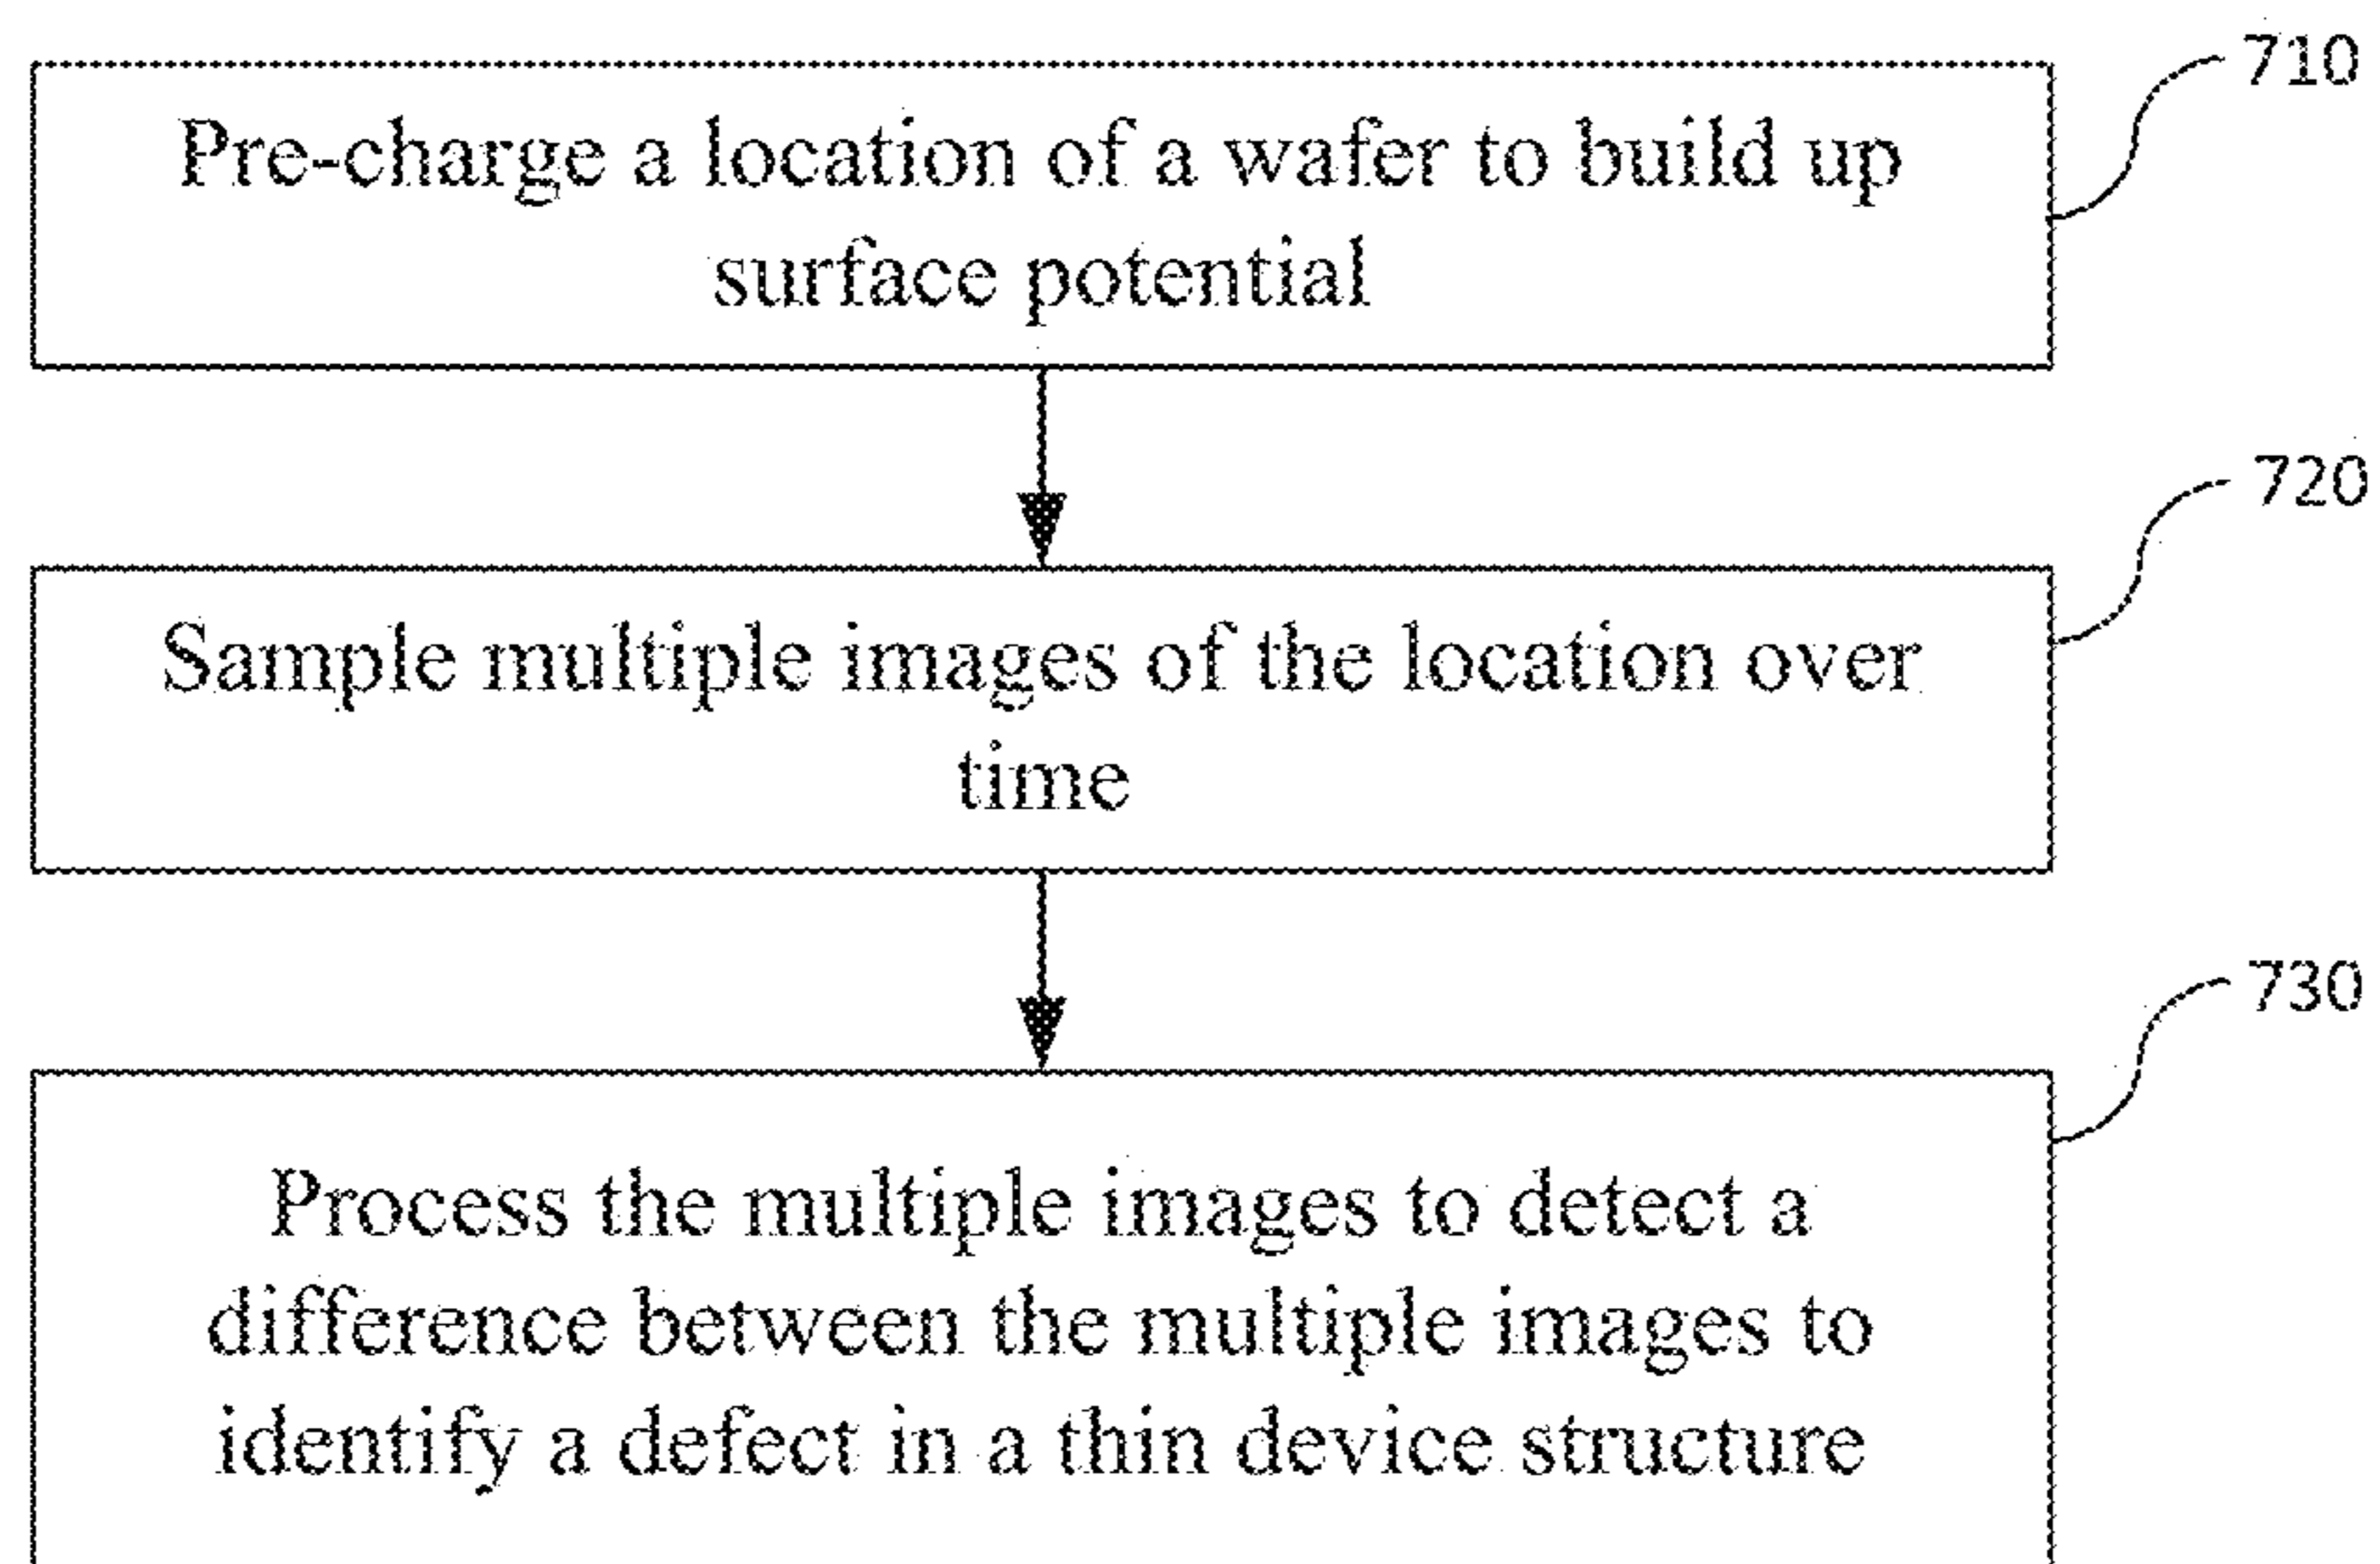 710
Pre-charge a location of a wafer to build up
surface potential
720
Sample multiple images of the location over
time
730
Process the multiple images to detect a
difference between the multiple images to
identify a defect in a thin device structure